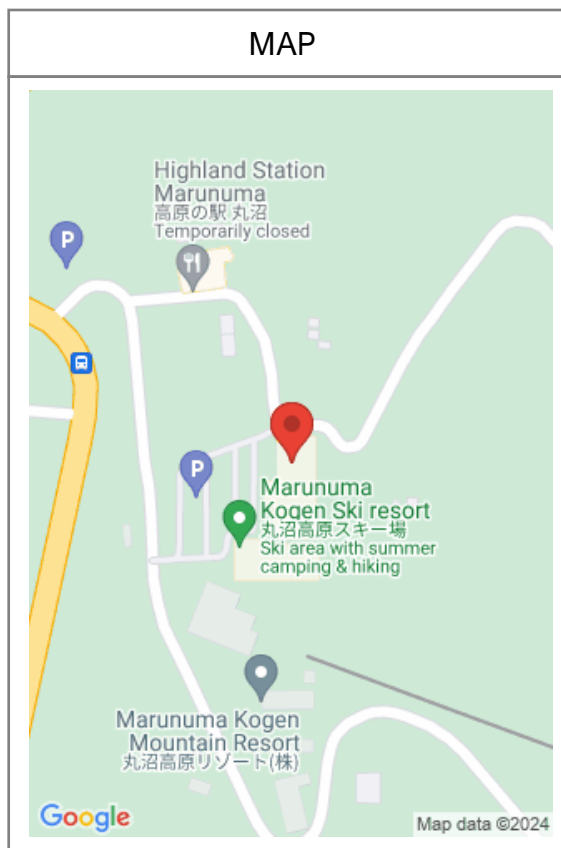 MAP
Highland Station
Marunuma
高原の駅 丸沼
Temporarily closed
P
P
Marunuma
Kogen Ski resort
丸沼高原スキー場
Ski area with summer
camping & hiking
Marunuma Kogen
Mountain Resort
丸沼高原リゾート(株)
Google
Map data ©2024